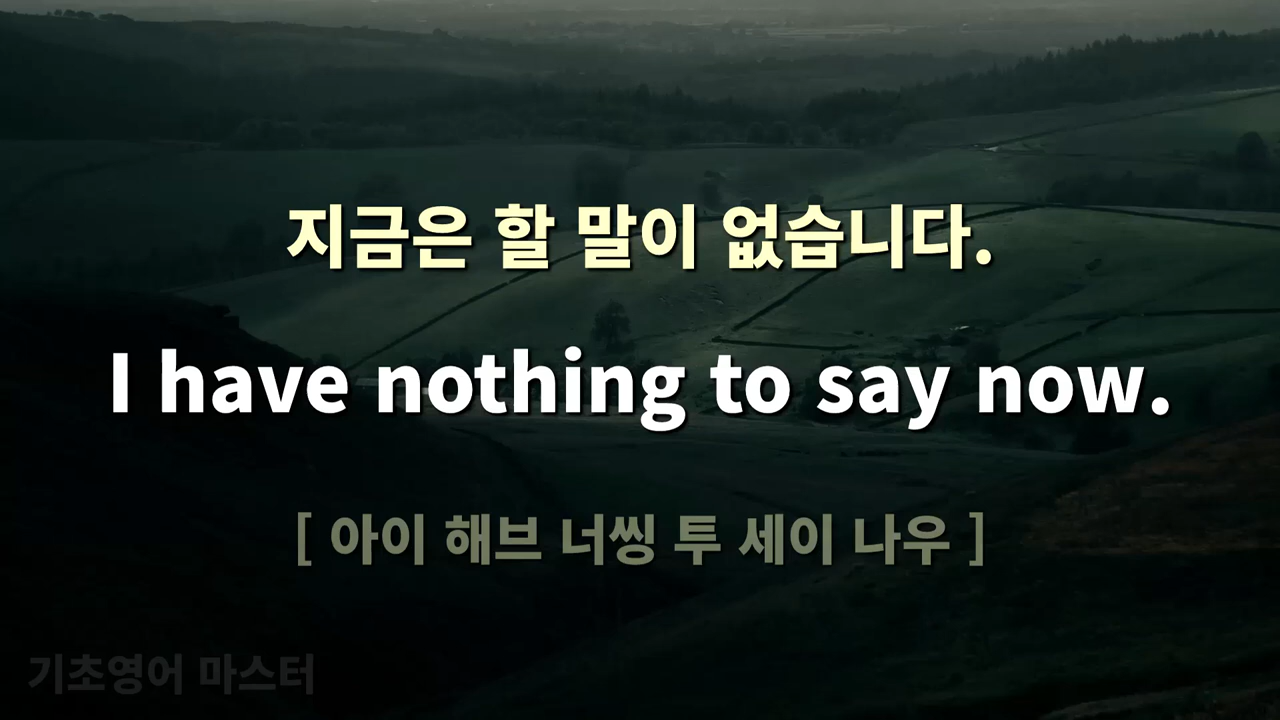 지금은 할 말이 없습니다.
I have nothing to say now.
[ 아이 해브 너씽 투 세이 나우 ]
기초영어 마스터